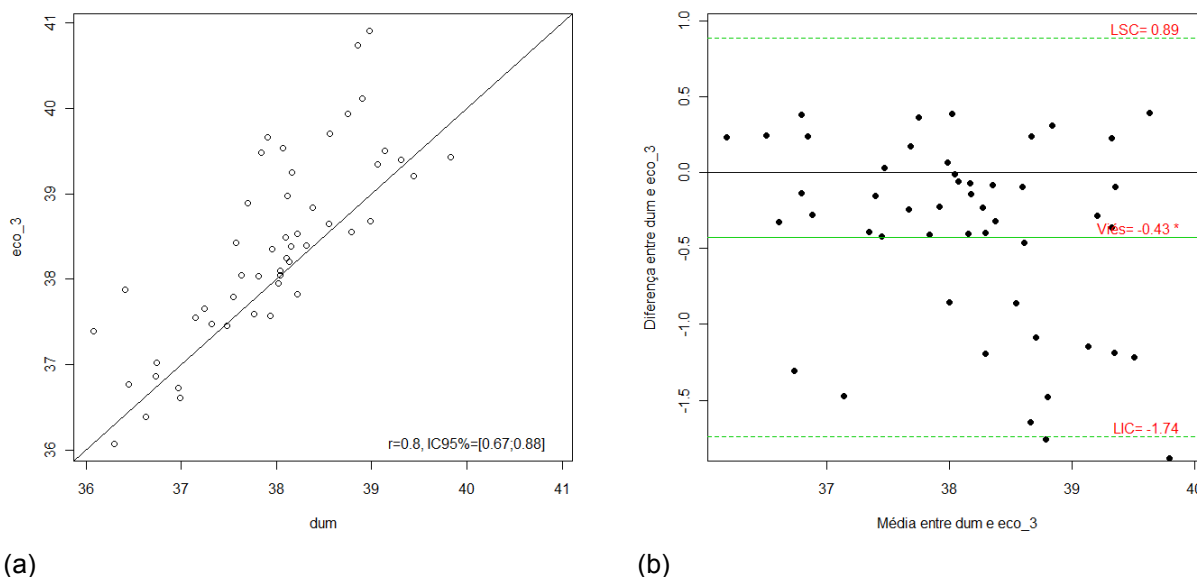 41
40
39
38
37
36
eco_3
r=0.8, IC95%=[0.67;0.88]
36 37 38 39 40 41
dum
(a)
1.0
0.5
0.0
-0.5
-1.0
-1.5
Diferença entre dum e eco_3
LSC= 0.89
Viés= -0.43 *
LIC= -1.74
37 38 39 40
Média entre dum e eco_3
(b)